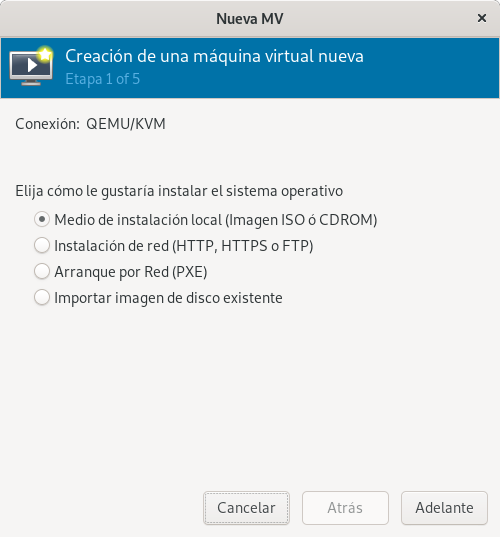 Nueva MV
Creación de una máquina virtual nueva
Etapa 1 of 5
Conexión: QEMU/KVM
Elija cómo le gustaría instalar el sistema operativo
Medio de instalación local (Imagen ISO ó CDROM)
Instalación de red (HTTP, HTTPS o FTP)
Arranque por Red (PXE)
Importar imagen de disco existente
Cancelar Atrás Adelante